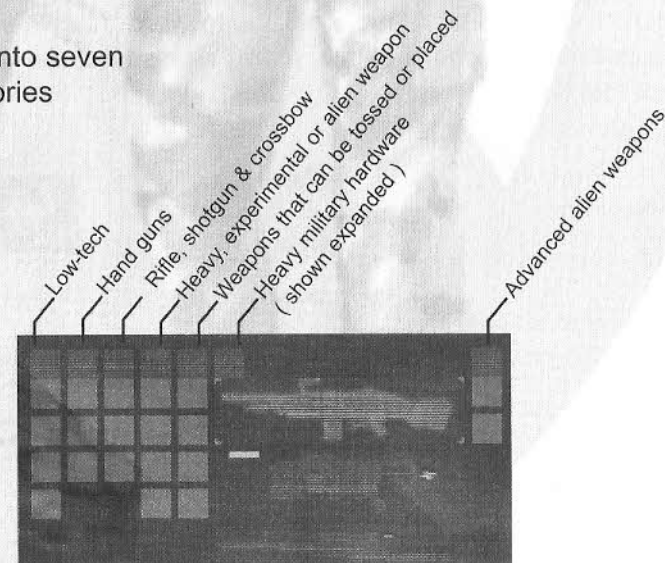 nto seven
ories
Low-tech
Hand guns
Rifle, shotgun & crossbow
Heavy, experimental or alien weapon
Weapons that can be tossed or placed
Heavy military hardware
( shown expanded )
Advanced alien weapons